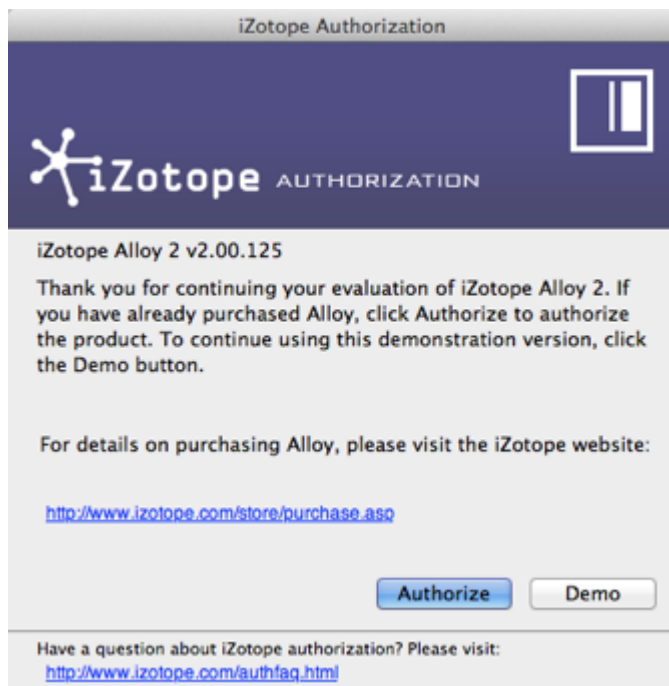 iZotope Authorization
iZotope AUTHORIZATION
iZotope Alloy 2 v2.00.125
Thank you for continuing your evaluation of iZotope Alloy 2. If
you have already purchased Alloy, click Authorize to authorize
the product. To continue using this demonstration version, click
the Demo button.
For details on purchasing Alloy, please visit the iZotope website:
http://www.izotope.com/store/purchase.asp
Authorize Demo
Have a question about iZotope authorization? Please visit:
http://www.izotope.com/authfaq.html